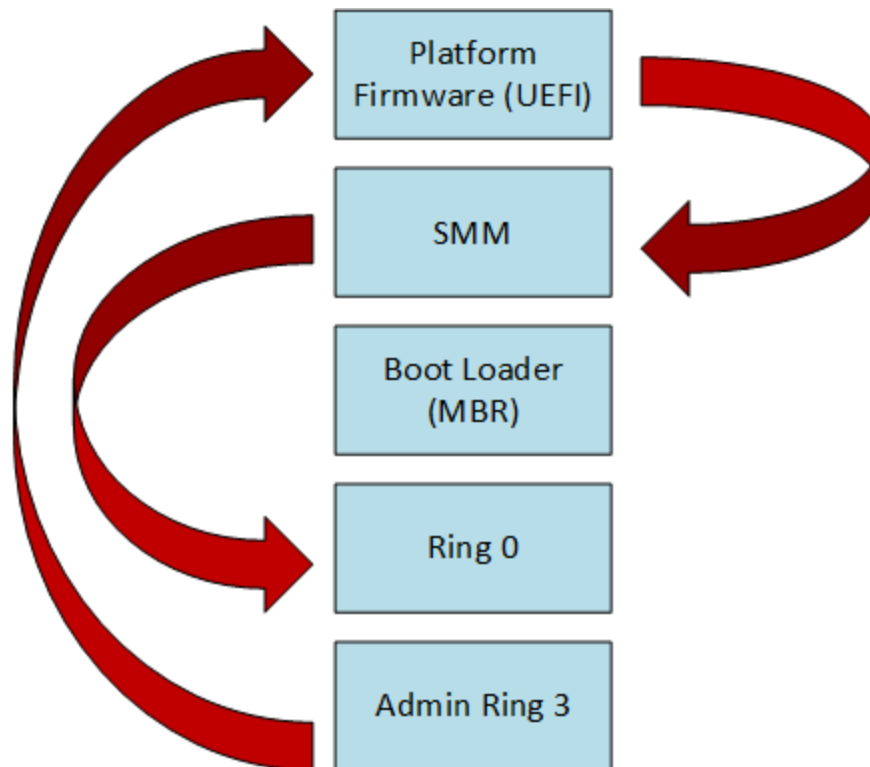 Platform
Firmware (UEFI)
SMM
Boot Loader
(MBR)
Ring 0
Admin Ring 3